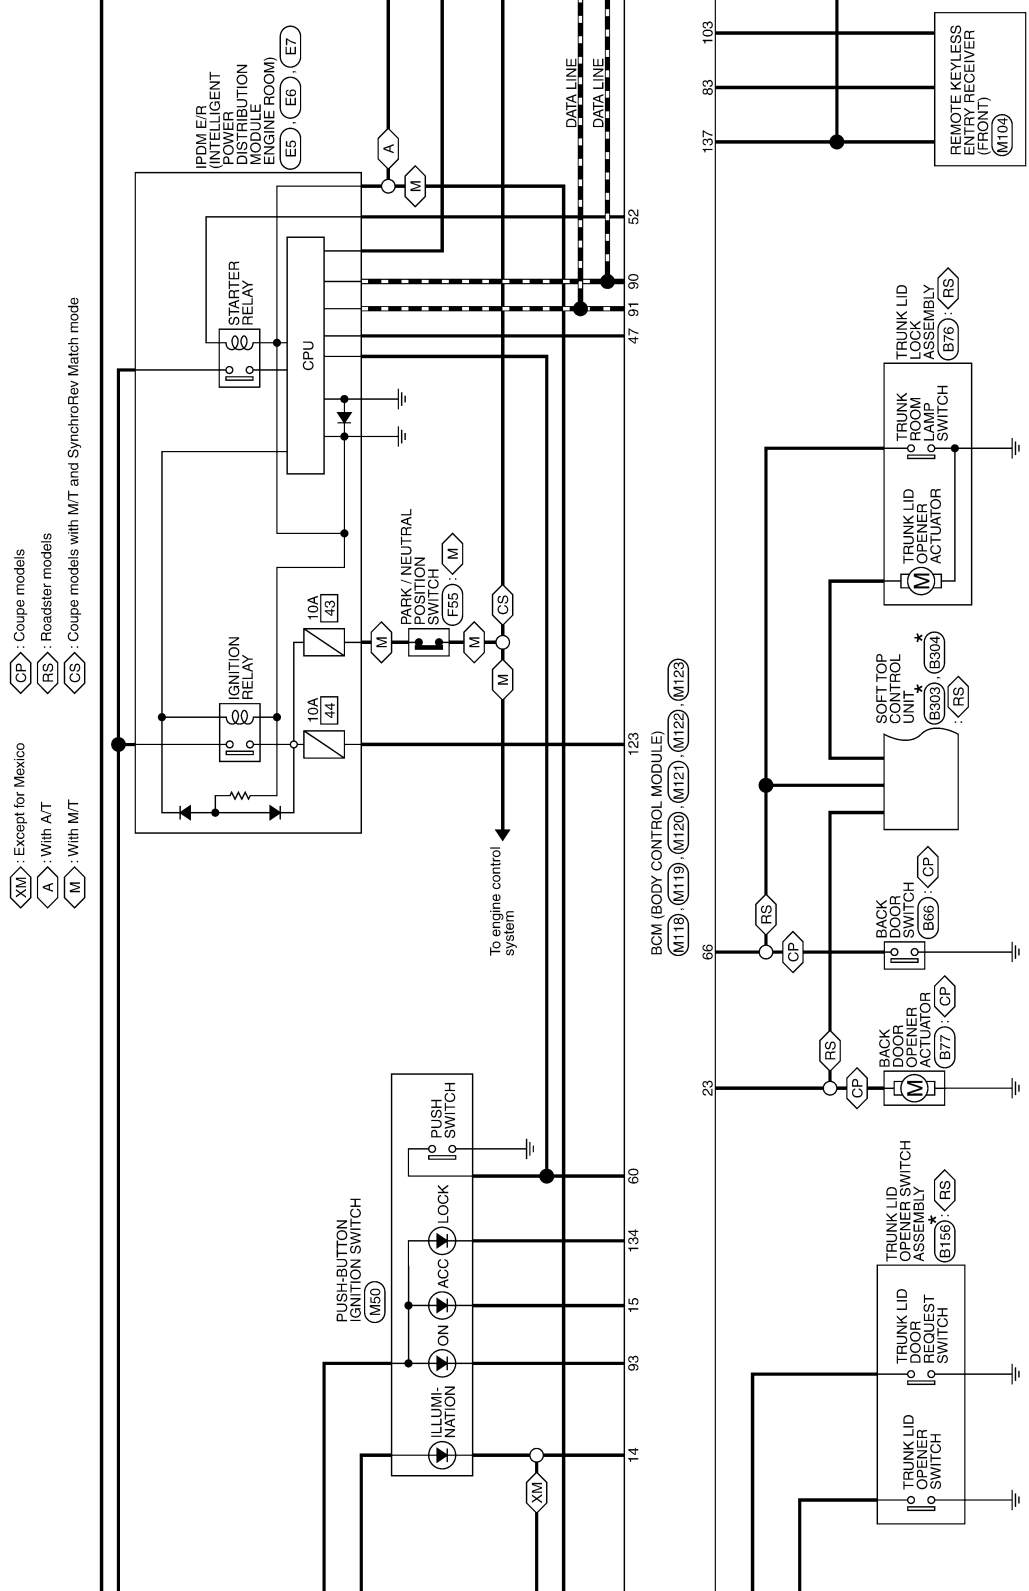 XM : Except for Mexico
A : With A/T
M : With M/T
CP : Coupe models
RS : Roadster models
CS : Coupe models with M/T and SynchroRev Match mode
IPDM E/R
(INTELLIGENT
POWER
DISTRIBUTION
MODULE
ENGINE ROOM)
E5 , E6 , E7
IGNITION
RELAY
STARTER
RELAY
CPU
10A
44
10A
43
A
M
M
PARK / NEUTRAL
POSITION
SWITCH
F55 : M
M
M
CS
To engine control
system
DATA LINE
DATA LINE
PUSH-BUTTON
IGNITION SWITCH
M50
ILLUMI-
NATION
ON
ACC
LOCK
PUSH
SWITCH
XM
14
93
15
134
60
123
47
91
90
52
BCM (BODY CONTROL MODULE)
M118 , M119 , M120 , M121 , M122 , M123
23
66
137
83
103
RS
CP
RS
CP
TRUNK LID
OPENER SWITCH
ASSEMBLY
B156 * : RS
TRUNK LID
OPENER
SWITCH
TRUNK LID
DOOR
REQUEST
SWITCH
BACK
DOOR
OPENER
ACTUATOR
B77 : CP
M
BACK
DOOR
SWITCH
B66 : CP
SOFT TOP
CONTROL
UNIT
B303 * , B304 *
: RS
TRUNK LID
LOCK
ASSEMBLY
B76 : RS
TRUNK LID
OPENER
ACTUATOR
M
TRUNK
ROOM
LAMP
SWITCH
REMOTE KEYLESS
ENTRY RECEIVER
(FRONT)
M104